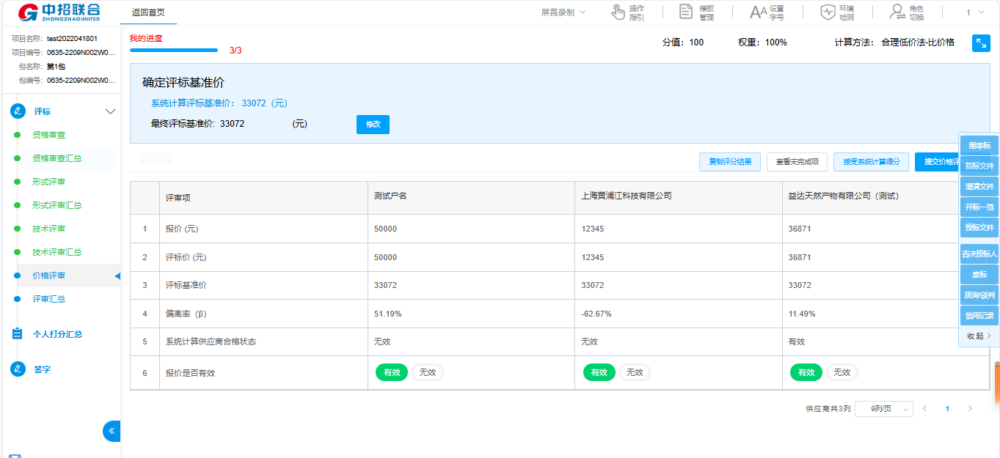 中招联合
ZHONGZHAOUNITED
返回首页
屏幕录制
操作
指引
模板
管理
AA 设置
字号
环境
检测
角色
切换
1
项目名称: test2022041801
项目编号: 0635-2209N002W0...
包名称: 第1包
包编号: 0635-2209N002W0...
我的进度
3/3
分值: 100
权重: 100%
计算方法: 合理低价法-比价格
评标
资格审查
资格审查汇总
形式评审
形式评审汇总
技术评审
技术评审汇总
价格评审
评审汇总
个人打分汇总
签字
确定评标基准价
系统计算评标基准价: 33072 (元)
最终评标基准价: 33072 (元)
修改
复制评分结果
查看未完成项
接受系统计算得分
提交价格评
评审项 测试户名 上海黄浦江科技有限公司 益达天然产物有限公司（测试）
1 报价 (元) 50000 12345 36871
2 评标价 (元) 50000 12345 36871
3 评标基准价 33072 33072 33072
4 偏离率（β） 51.19% -62.67% 11.49%
5 系统计算供应商合格状态 无效 无效 有效
6 报价是否有效 有效 无效 有效 无效 有效 无效
供应商共3列
9列/页
1
围串标
招标文件
澄清文件
开标一览
投标文件
否决投标人
废标
质询/谈判
信用记录
收起